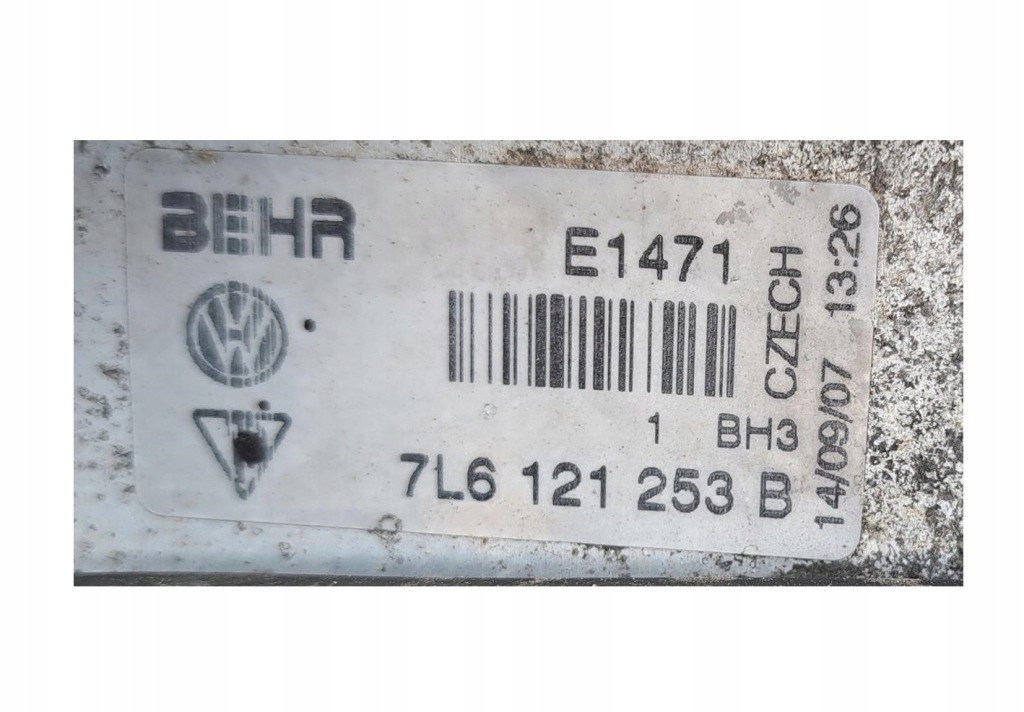 BEHR
E1471
1 BH3
7L6 121 253 B
CZECH
14/09/07 13:26